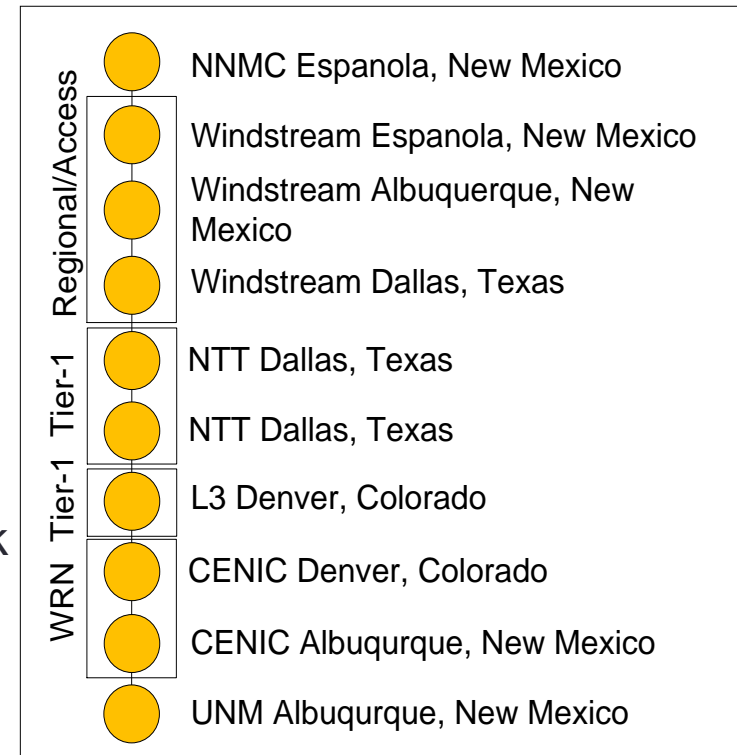 NNMC Espanola, New Mexico
Windstream Espanola, New Mexico
Windstream Albuquerque, New
Mexico
Windstream Dallas, Texas
NTT Dallas, Texas
NTT Dallas, Texas
L3 Denver, Colorado
CENIC Denver, Colorado
CENIC Albuqurque, New Mexico
UNM Albuqurque, New Mexico
Regional/Access
Tier-1
Tier-1
WRN
k